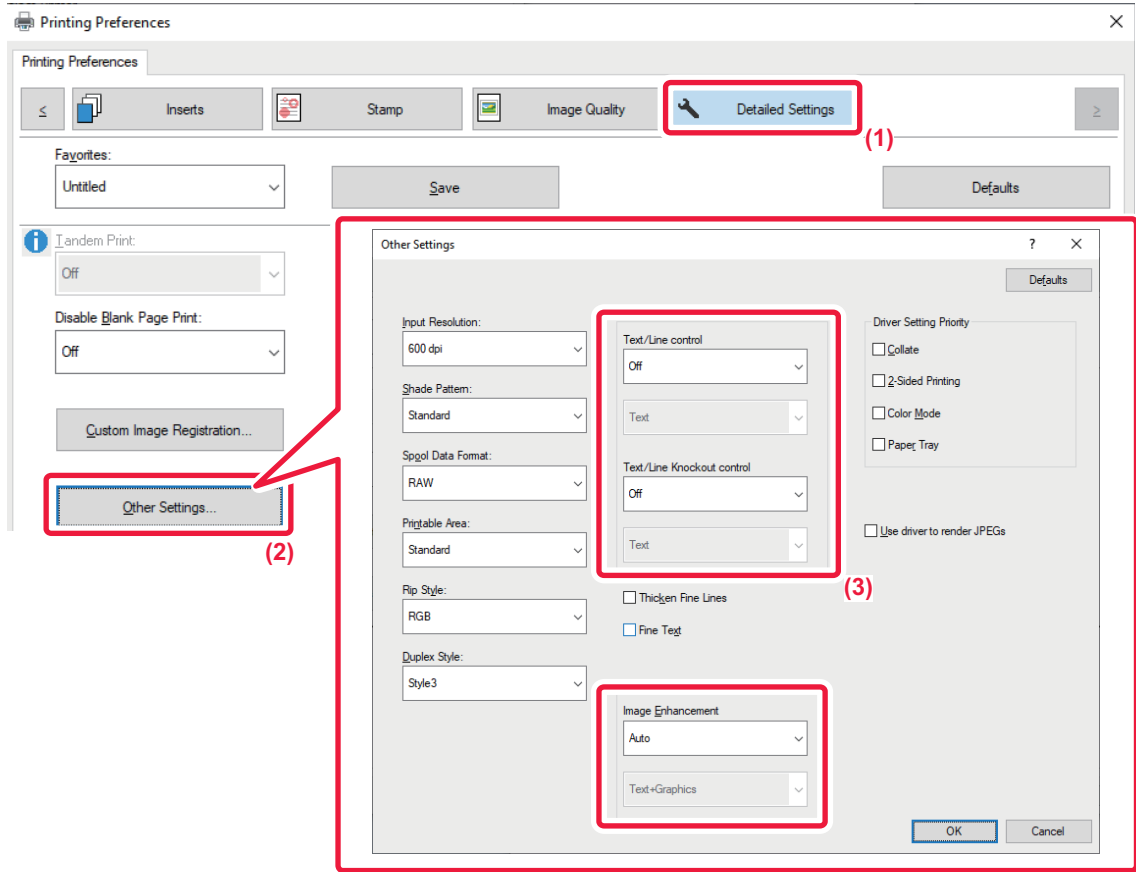 Printing Preferences
Printing Preferences
Inserts
Stamp
Image Quality
Detailed Settings
(1)
Favorites:
Untitled
Save
Defaults
Tandem Print:
Off
Disable Blank Page Print:
Off
Custom Image Registration...
Other Settings...
(2)
Other Settings
?
Defaults
Input Resolution:
600 dpi
Shade Pattern:
Standard
Spool Data Format:
RAW
Printable Area:
Standard
Rip Style:
RGB
Duplex Style:
Style3
Text/Line control
Off
Text
Text/Line Knockout control
Off
Text
(3)
Thicken Fine Lines
Fine Text
Image Enhancement
Auto
Text+Graphics
Driver Setting Priority
Collate
2-Sided Printing
Color Mode
Paper Tray
Use driver to render JPEGs
OK
Cancel